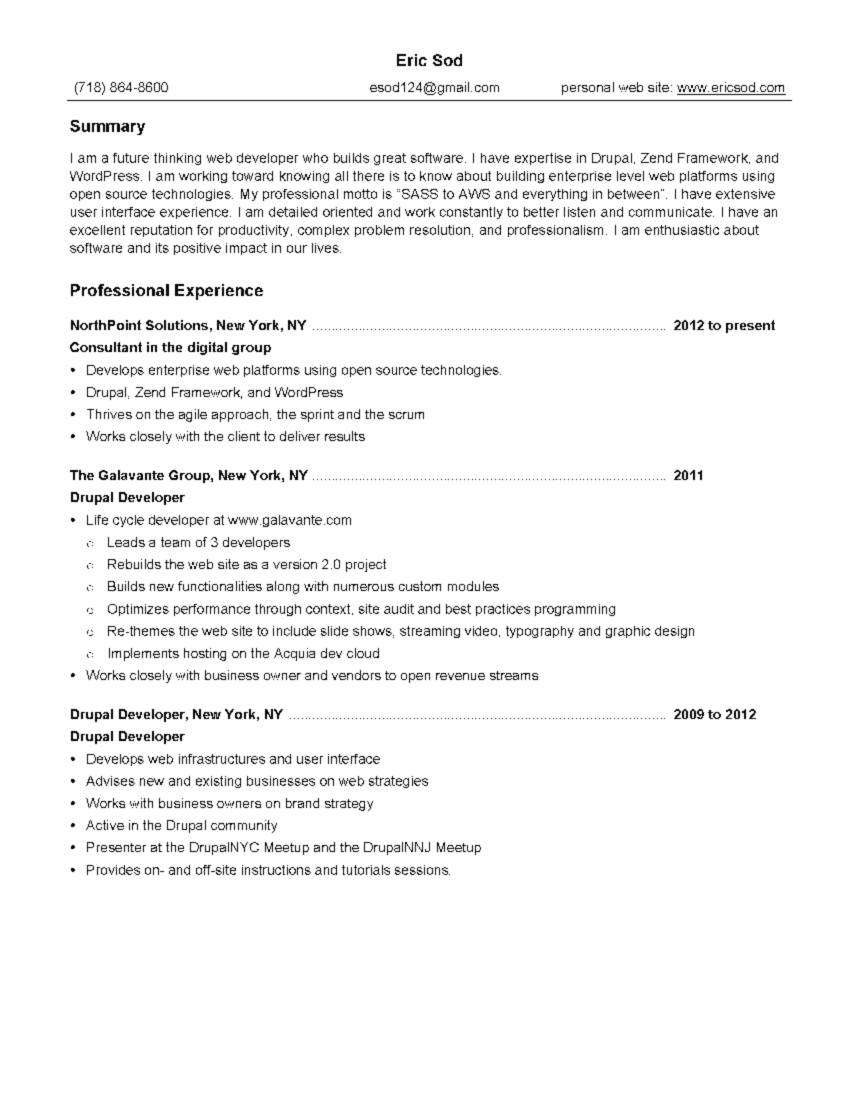 Eric Sod
(718) 864-8600 esod124@gmail.com personal web site: www.ericsod.com
Summary
I am a future thinking web developer who builds great software. I have expertise in Drupal, Zend Framework, and
WordPress. I am working toward knowing all there is to know about building enterprise level web platforms using
open source technologies. My professional motto is "SASS to AWS and everything in between". I have extensive
user interface experience. I am detailed oriented and work constantly to better listen and communicate. I have an
excellent reputation for productivity, complex problem resolution, and professionalism. I am enthusiastic about
software and its positive impact in our lives.
Professional Experience
NorthPoint Solutions, New York, NY ........................................ 2012 to present
Consultant in the digital group
• Develops enterprise web platforms using open source technologies.
• Drupal, Zend Framework, and WordPress
• Thrives on the agile approach, the sprint and the scrum
• Works closely with the client to deliver results
The Galavante Group, New York, NY ........................................ 2011
Drupal Developer
• Life cycle developer at www.galavante.com
o Leads a team of 3 developers
o Rebuilds the web site as a version 2.0 project
o Builds new functionalities along with numerous custom modules
o Optimizes performance through context, site audit and best practices programming
o Re-themes the web site to include slide shows, streaming video, typography and graphic design
o Implements hosting on the Acquia dev cloud
• Works closely with business owner and vendors to open revenue streams
Drupal Developer, New York, NY ........................................ 2009 to 2012
Drupal Developer
• Develops web infrastructures and user interface
• Advises new and existing businesses on web strategies
• Works with business owners on brand strategy
• Active in the Drupal community
• Presenter at the DrupalNYC Meetup and the DrupalNNJ Meetup
• Provides on- and off-site instructions and tutorials sessions.